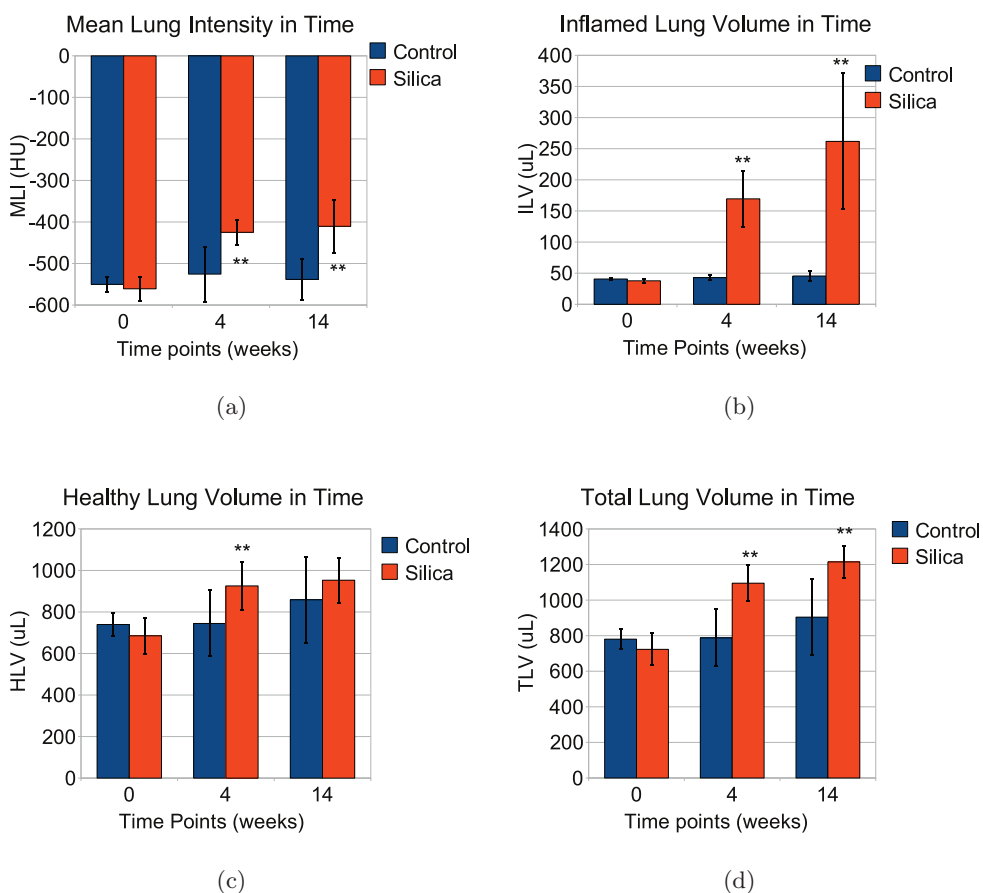 Mean Lung Intensity in Time
0
-100
-200
-300
-400
-500
-600
MLI (HU)
Control
Silica
**
**
0 4 14
Time points (weeks)
(a)
Inflamed Lung Volume in Time
400
350
300
250
200
150
100
50
0
ILV (uL)
Control
Silica
**
**
0 4 14
Time Points (weeks)
(b)
Healthy Lung Volume in Time
1200
1000
800
600
400
200
0
HLV (uL)
Control
Silica
**
0 4 14
Time Points (weeks)
(c)
Total Lung Volume in Time
1400
1200
1000
800
600
400
200
0
TLV (uL)
Control
Silica
**
**
0 4 14
Time points (weeks)
(d)